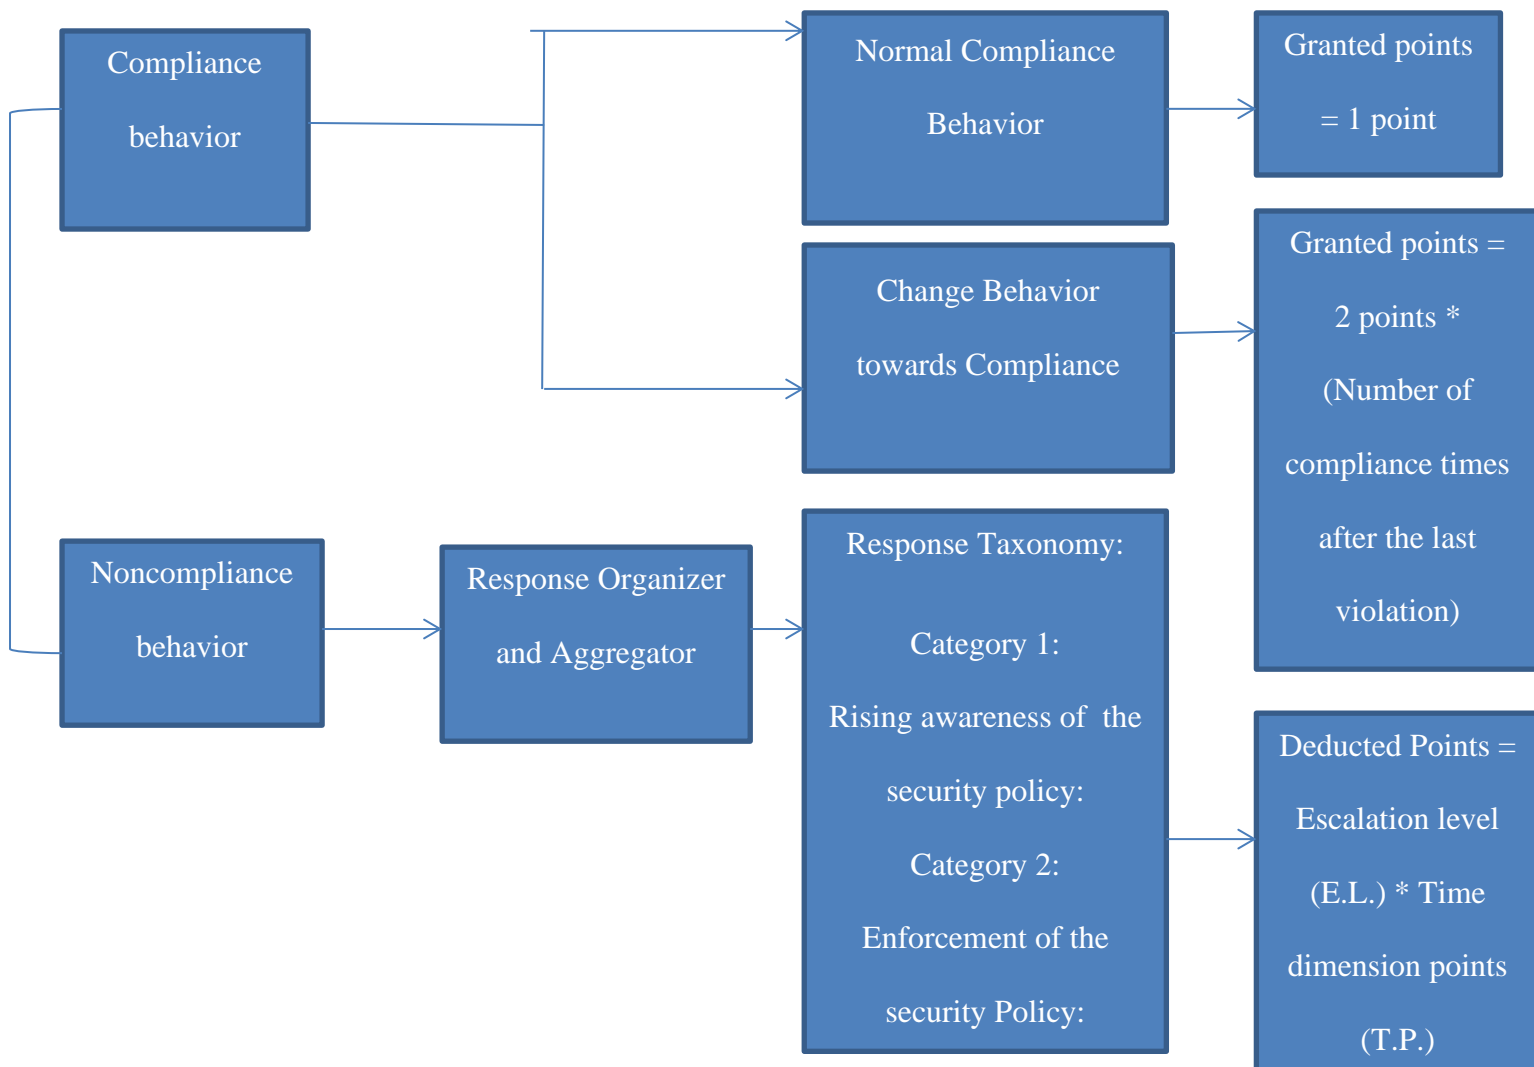 Compliance
behavior
Normal Compliance
Behavior
Granted points
= 1 point
Change Behavior
towards Compliance
Granted points =
2 points *
(Number of
compliance times
after the last
violation)
Noncompliance
behavior
Response Organizer
and Aggregator
Response Taxonomy:
Category 1:
Rising awareness of the
security policy:
Category 2:
Enforcement of the
security Policy:
Deducted Points =
Escalation level
(E.L.) * Time
dimension points
(T.P.)